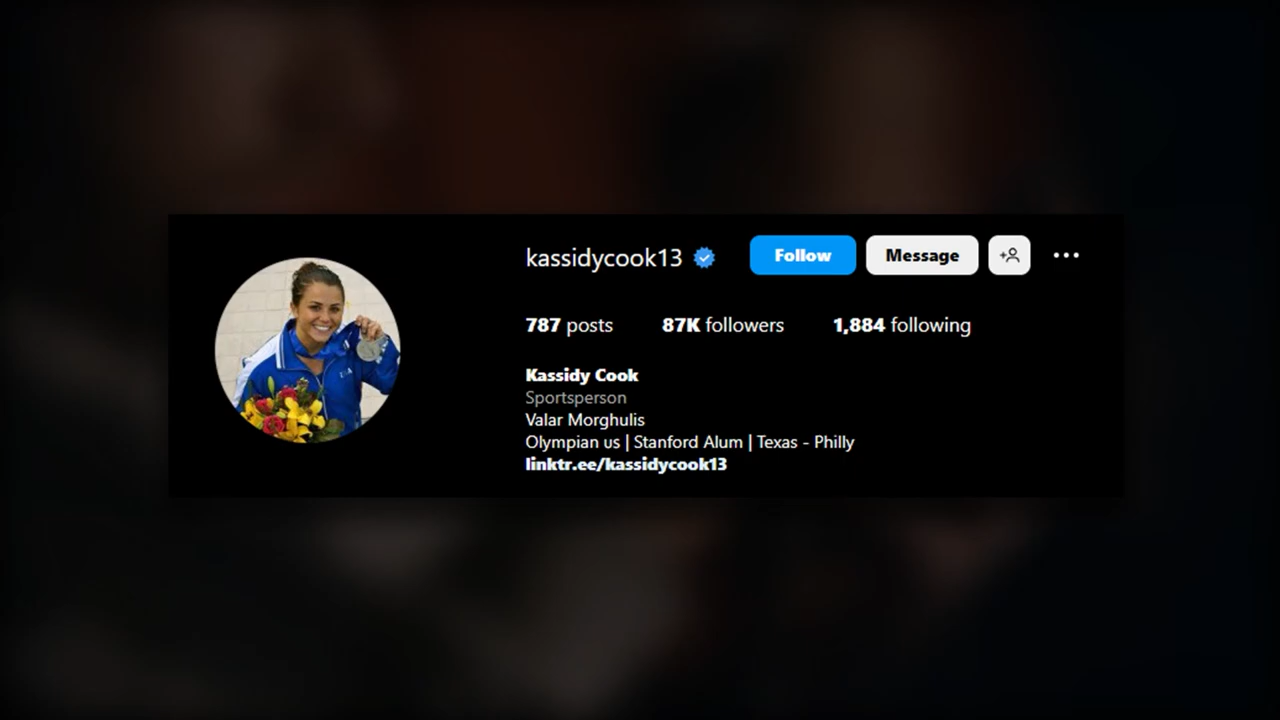 kassidycook13
Follow
Message
787 posts
87K followers
1,884 following
Kassidy Cook
Sportsperson
Valar Morghulis
Olympian us | Stanford Alum | Texas - Philly
linktr.ee/kassidycook13